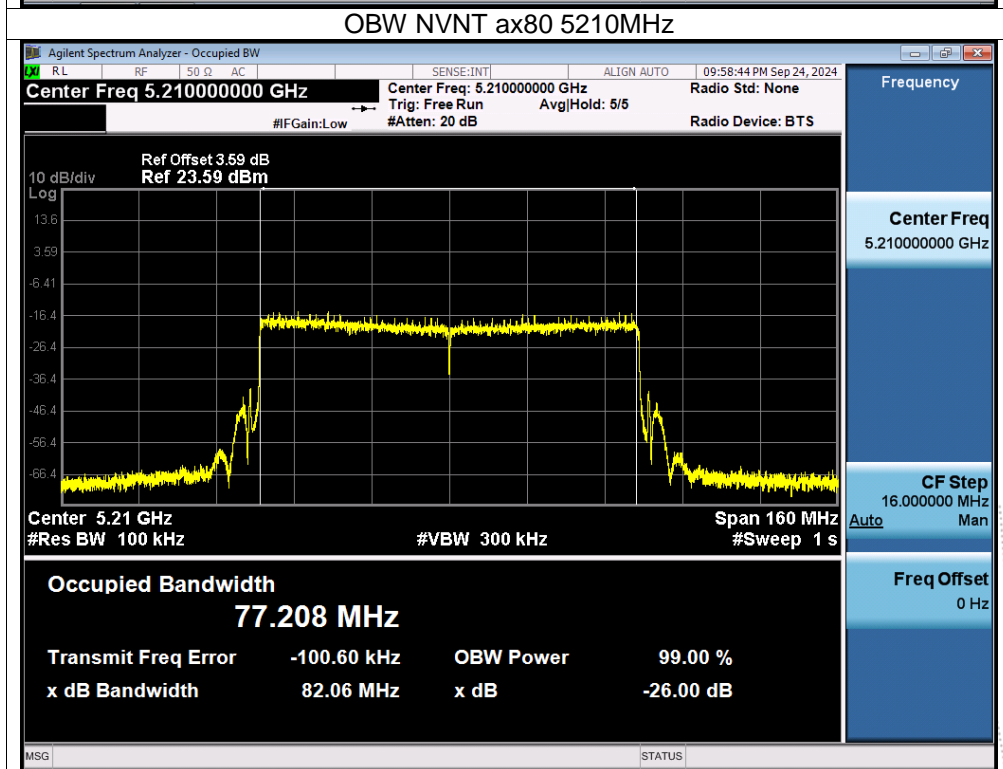 OBW NVNT ax80 5210MHz
Agilent Spectrum Analyzer - Occupied BW
LXI RL RF 50 Ω AC SENSE:INT ALIGN AUTO 09:58:44 PM Sep 24, 2024
Center Freq 5.210000000 GHz
Center Freq: 5.210000000 GHz Radio Std: None
Trig: Free Run Avg|Hold: 5/5
#IFGain:Low #Atten: 20 dB Radio Device: BTS
Ref Offset 3.59 dB
10 dB/div Ref 23.59 dBm
Log
13.6
3.59
-6.41
-16.4
-26.4
-36.4
-46.4
-56.4
-66.4
Center 5.21 GHz Span 160 MHz
#Res BW 100 kHz #VBW 300 kHz #Sweep 1 s
Occupied Bandwidth
77.208 MHz
Transmit Freq Error -100.60 kHz OBW Power 99.00 %
x dB Bandwidth 82.06 MHz x dB -26.00 dB
Frequency
Center Freq
5.210000000 GHz
CF Step
16.000000 MHz
Auto Man
Freq Offset
0 Hz
MSG STATUS